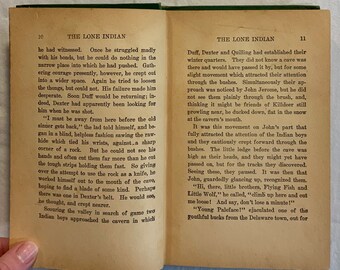 10 THE LONE INDIAN
he had witnessed. Once he struggled madly
with his bonds, but he could do nothing in the
narrow place in which he had pushed. Gath-
ering courage presently, however, he crept out
into a wider space. Again he tried to loosen
the thongs, but could not. His failure made him
desperate. Soon Duff would be returning; in-
deed, Dexter had apparently been looking for
him when he was shot.
"I must be away from here before the old
sinner gets back," he had told himself, and be-
gan in a blind, helpless fashion sawing the raw-
hide which tied his wrists, against a sharp
corner of a rock. But he could not see his
hands and often cut them far more than he cut
the tough strips holding them fast. So giving
over the attempt to use the rock as a knife, he
worked himself out to the mouth of the cave,
hoping to find a blade of some kind. Perhaps
there was one in Dexter's belt. He would see,
he thought, and crept nearer.
Securing the valley in search of game two
Indian boys approached the cavern in which
THE LONE INDIAN 11
Duff, Dexter and Quilling had established their
winter quarters. They did not know a cave was
there and would have passed it by, but for some
slight movement which attracted their attention
through the bushes. Simultaneously their ap-
proach was noticed by John Jerome, but he did
not see them plainly through the brush, and,
thinking it might be friends of Killdeer still
prowling near, he ducked down, flat in the snow
at the cavern's mouth.
It was this movement on John's part that
fully attracted the attention of the Indian boys
and they cautiously crept forward through the
bushes. The little ledge before the cave was
high as their heads, and they might yet have
passed on, but for the tracks they discovered.
Seeing these, they paused. It was then that
John, guardedly glancing up, recognized them.
"Ill, there, little brothers, Flying Fish and
Little Wolf," he called, "climb up here and cut
me loose! And say, don't lose a minute!"
"Young Paleface!" ejaculated one of the
youthful bucks from the Delaware town, out for